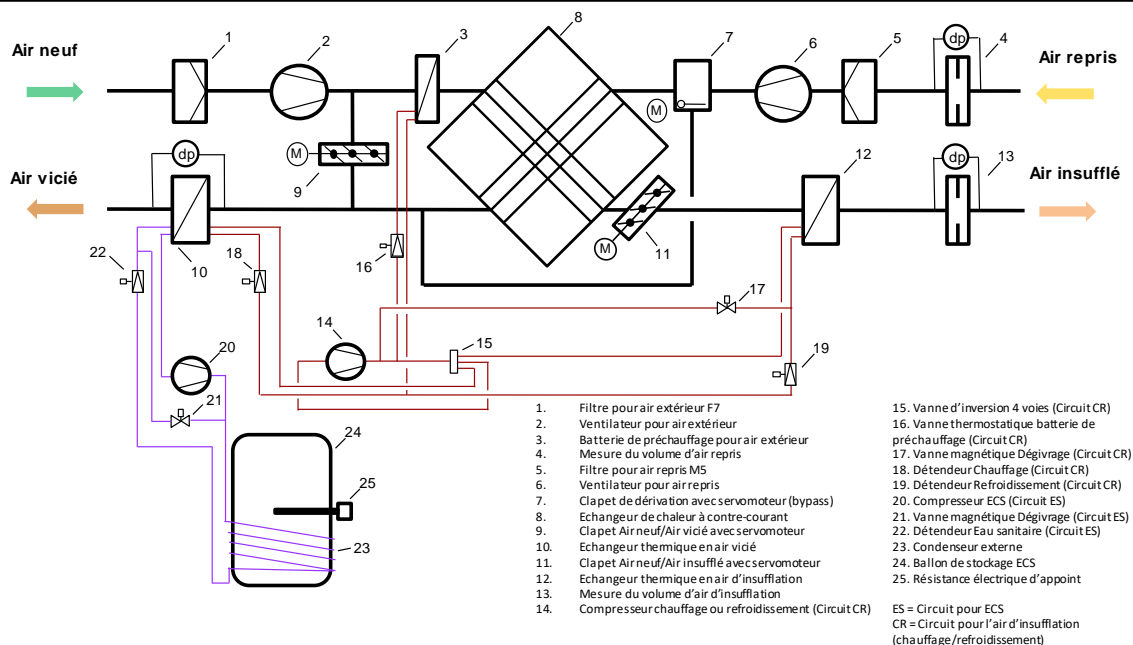 1
2
3
8
7
6
5
dp
4
Air neuf
Air repris
M
M
9
dp
12
dp
13
Air vicié
Air insufflé
M
11
22
10
18
16
17
14
15
19
20
21
24
25
23
1. Filtre pour air extérieur F7
2. Ventilateur pour air extérieur
3. Batterie de préchauffage pour air extérieur
4. Mesure du volume d'air repris
5. Filtre pour air repris M5
6. Ventilateur pour air repris
7. Clapet de dérivation avec servomoteur (bypass)
8. Echangeur de chaleur à contre-courant
9. Clapet Air neuf/Air vicié avec servomoteur
10. Echangeur thermique en air vicié
11. Clapet Air neuf/Air insufflé avec servomoteur
12. Echangeur thermique en air d'insufflation
13. Mesure du volume d'air d'insufflation
14. Compresseur chauffage ou refroidissement (Circuit CR)
15. Vanne d'inversion 4 voies (Circuit CR)
16. Vanne thermostatique batterie de
préchauffage (Circuit CR)
17. Vanne magnétique Dégivrage (Circuit CR)
18. Détendeur Chauffage (Circuit CR)
19. Détendeur Refroidissement (Circuit CR)
20. Compresseur ECS (Circuit ES)
21. Vanne magnétique Dégivrage (Circuit ES)
22. Détendeur Eau sanitaire (Circuit ES)
23. Condenseur externe
24. Ballon de stockage ECS
25. Résistance électrique d'appoint
ES = Circuit pour ECS
CR = Circuit pour l'air d'insufflation
(chauffage/refroidissement)